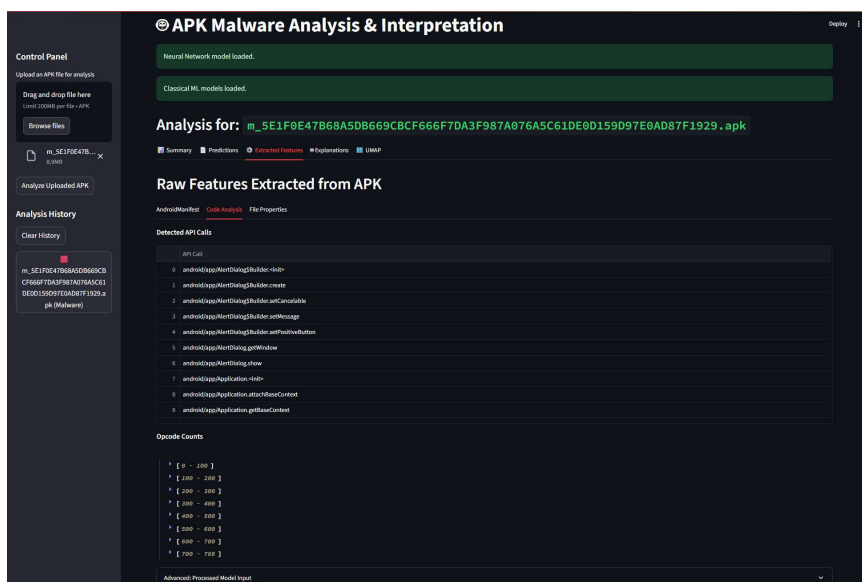 APK Malware Analysis & Interpretation
Deploy
Control Panel
Upload an APK file for analysis
Drag and drop file here
Limit 200MB per file • APK
Browse files
m_5E1F0E47B...
8.9MB
Analyze Uploaded APK
Analysis History
Clear History
m_5E1F0E47B68A5DB669CB
CF666F7DA3F987A076A5C61
DE0D159D97E0AD87F1929.a
pk (Malware)
Neural Network model loaded.
Classical ML models loaded.
Analysis for: m_5E1F0E47B68A5DB669CBCF666F7DA3F987A076A5C61DE0D159D97E0AD87F1929.apk
Summary Predictions Extracted Features Explanations UMAP
Raw Features Extracted from APK
AndroidManifest Code Analysis File Properties
Detected API Calls
API Call
0 android/app/AlertDialog$Builder.<init>
1 android/app/AlertDialog$Builder.create
2 android/app/AlertDialog$Builder.setCancelable
3 android/app/AlertDialog$Builder.setMessage
4 android/app/AlertDialog$Builder.setPositiveButton
5 android/app/AlertDialog.getWindow
6 android/app/AlertDialog.show
7 android/app/Application.<init>
8 android/app/Application.attachBaseContext
9 android/app/Application.getBaseContext
Opcode Counts
[ 0 - 100 ]
[ 100 - 200 ]
[ 200 - 300 ]
[ 300 - 400 ]
[ 400 - 500 ]
[ 500 - 600 ]
[ 600 - 700 ]
[ 700 - 768 ]
Advanced: Processed Model Input